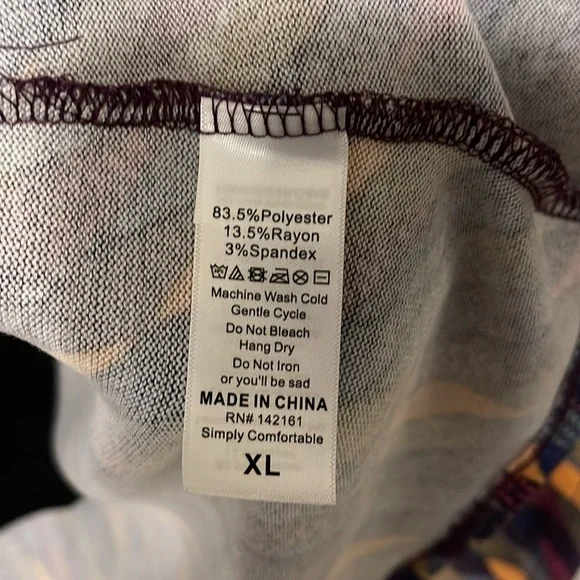 83.5%Polyester
13.5%Rayon
3%Spandex
Machine Wash Cold
Gentle Cycle
Do Not Bleach
Hang Dry
Do Not Iron
or you'll be sad
MADE IN CHINA
RN# 142161
Simply Comfortable
XL